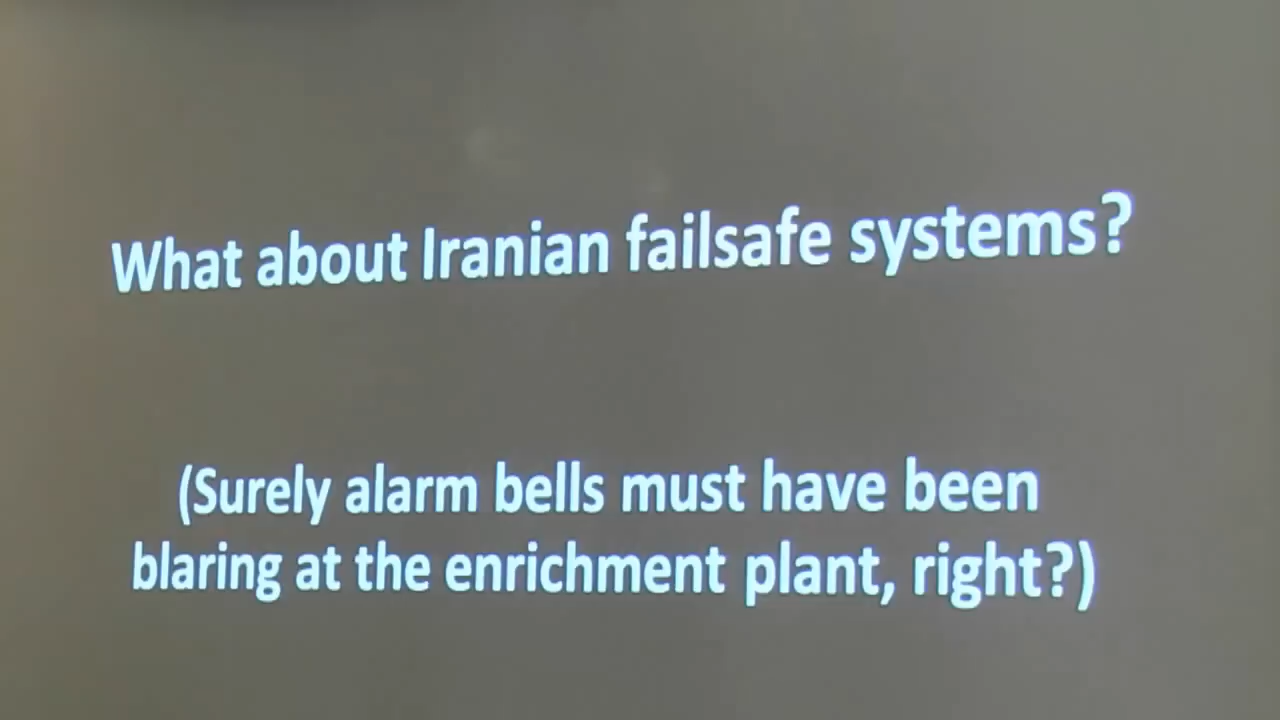 What about Iranian failsafe systems?
(Surely alarm bells must have been
blaring at the enrichment plant, right?)